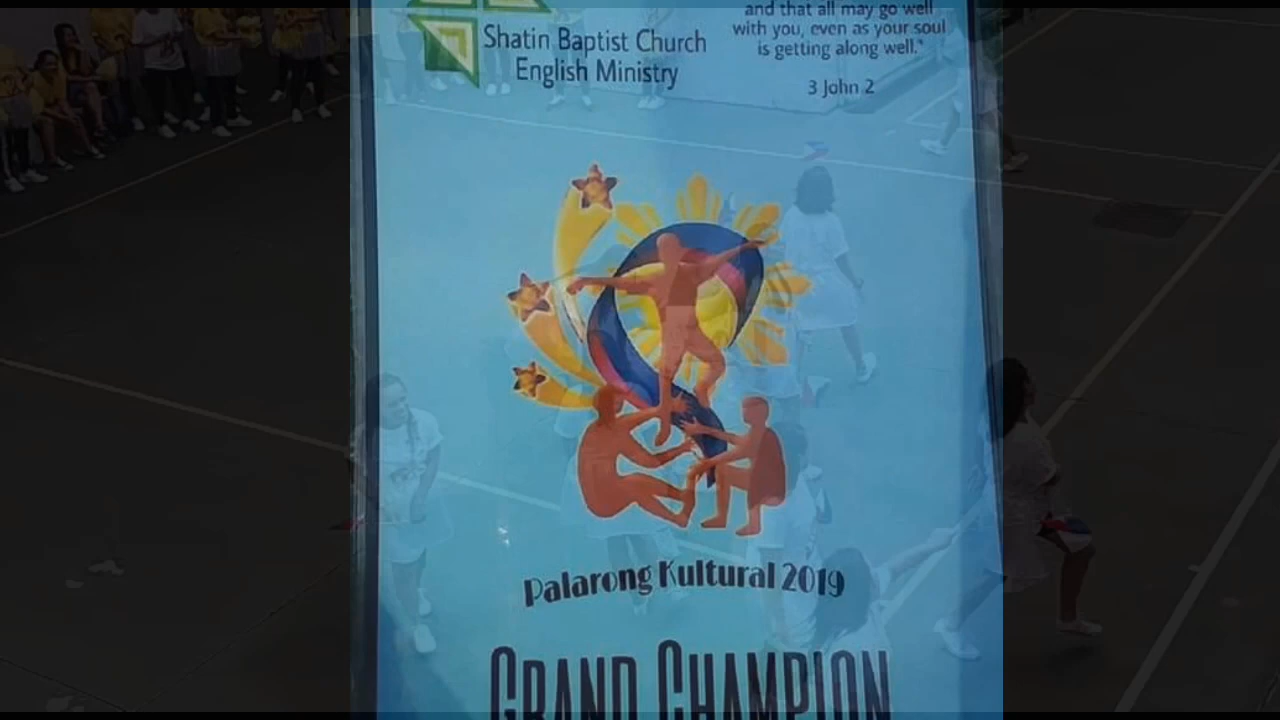 Shatin Baptist Church
English Ministry
and that all may go well
with you, even as your soul
is getting along well."
3 John 2
Palarong Kultural 2019
GRAND CHAMPION